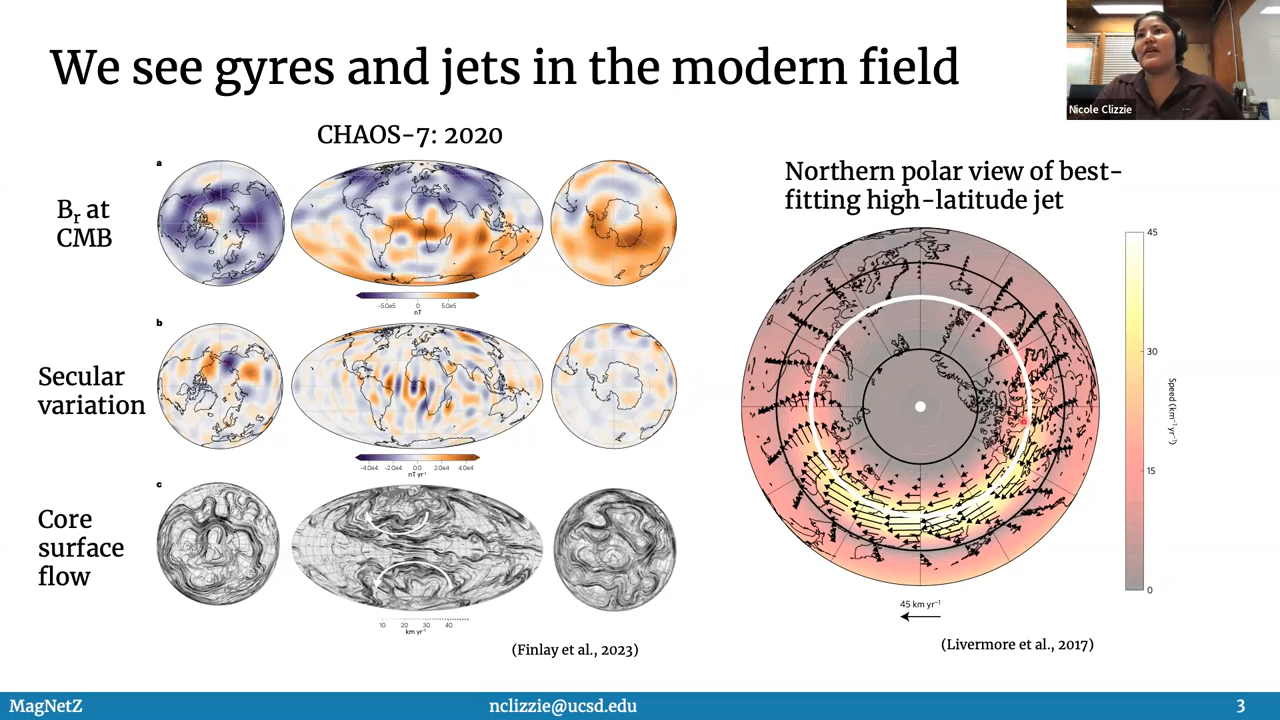 We see gyres and jets in the modern field
Nicole Clizzie
CHAOS-7: 2020
a
Br at
CMB
-5.0e5 0 5.0e5
nT
b
Secular
variation
-4.0e4 -2.0e4 0.0 2.0e4 4.0e4
nT yr⁻¹
c
Core
surface
flow
10 20 30 40
km yr⁻¹
(Finlay et al., 2023)
Northern polar view of best-
fitting high-latitude jet
45
30
15
0
Speed (km⁻¹ yr⁻¹)
45 km yr⁻¹
(Livermore et al., 2017)
MagNetZ
nclizzie@ucsd.edu
3